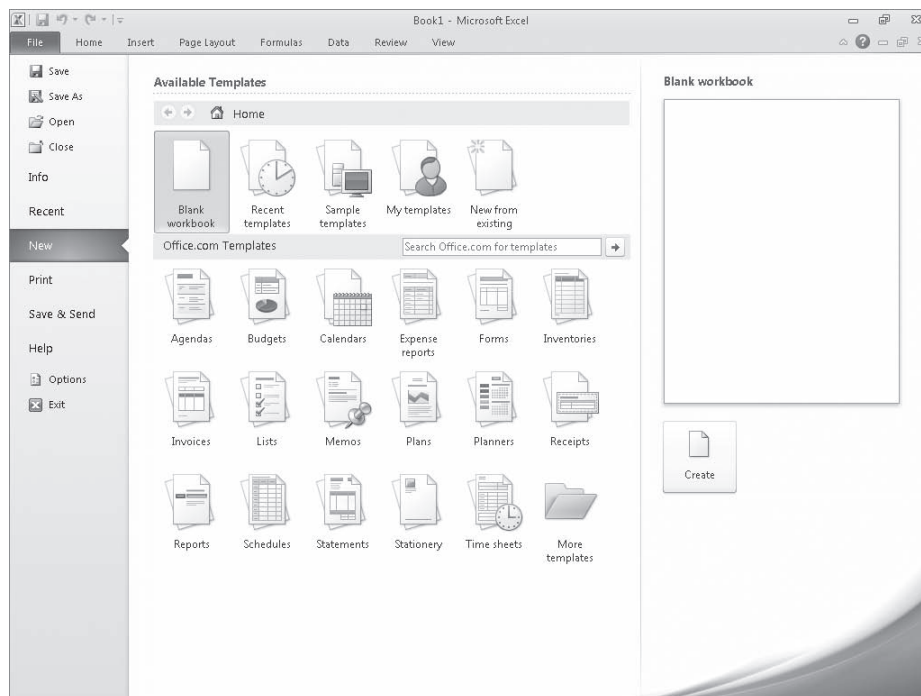 Book1 - Microsoft Excel
File Home Insert Page Layout Formulas Data Review View
Save
Save As
Open
Close
Info
Recent
New
Print
Save & Send
Help
Options
Exit
Available Templates
Home
Blank workbook
Recent templates
Sample templates
My templates
New from existing
Office.com Templates
Search Office.com for templates
Agendas
Budgets
Calendars
Expense reports
Forms
Inventories
Invoices
Lists
Memos
Plans
Planners
Receipts
Reports
Schedules
Statements
Stationery
Time sheets
More templates
Blank workbook
Create